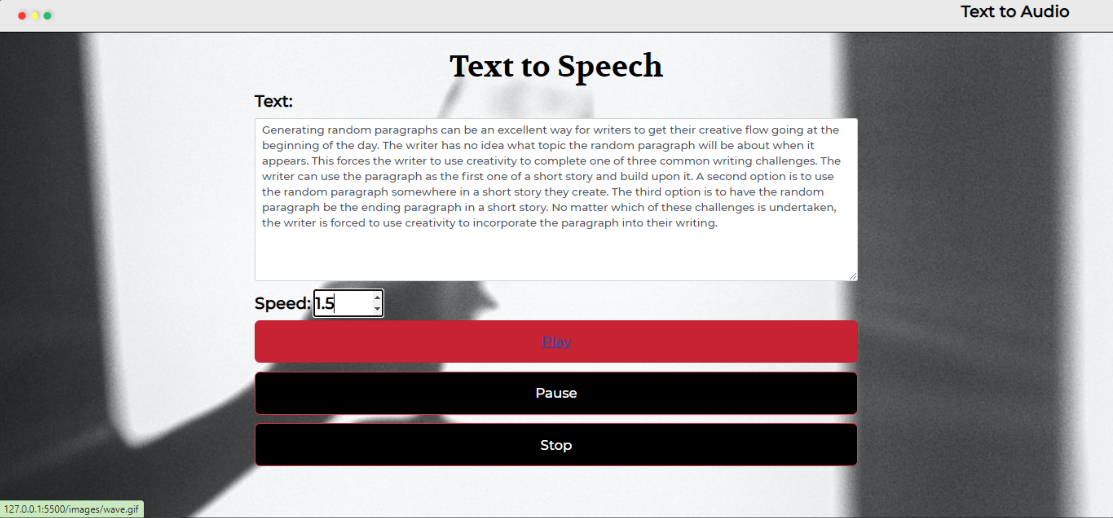 Text to Audio
Text to Speech
Text:
Generating random paragraphs can be an excellent way for writers to get their creative flow going at the
beginning of the day. The writer has no idea what topic the random paragraph will be about when it
appears. This forces the writer to use creativity to complete one of three common writing challenges. The
writer can use the paragraph as the first one of a short story and build upon it. A second option is to use
the random paragraph somewhere in a short story they create. The third option is to have the random
paragraph be the ending paragraph in a short story. No matter which of these challenges is undertaken,
the writer is forced to use creativity to incorporate the paragraph into their writing.
Speed: 1.5
Play
Pause
Stop
127.0.0.1:5500/images/wave.gif